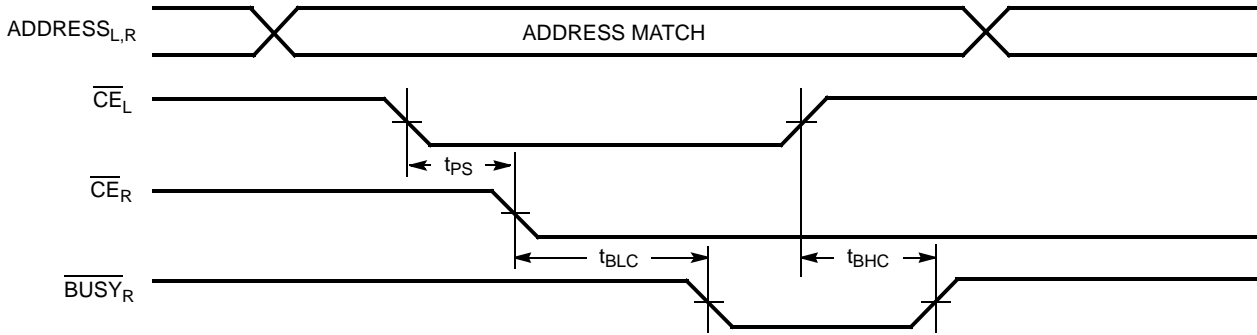 ADDRESSL,R
ADDRESS MATCH
CEL
tPS
CER
tBLC
tBHC
BUSYR